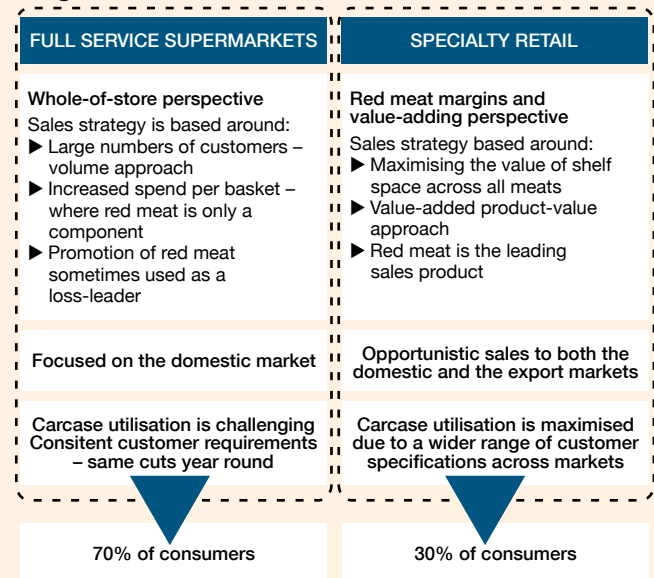 FULL SERVICE SUPERMARKETS
Whole-of-store perspective
Sales strategy is based around:
▶ Large numbers of customers –
volume approach
▶ Increased spend per basket –
where red meat is only a
component
▶ Promotion of red meat
sometimes used as a
loss-leader
Focused on the domestic market
Carcase utilisation is challenging
Consitent customer requirements
– same cuts year round
70% of consumers
SPECIALTY RETAIL
Red meat margins and
value-adding perspective
Sales strategy based around:
▶ Maximising the value of shelf
space across all meats
▶ Value-added product-value
approach
▶ Red meat is the leading
sales product
Opportunistic sales to both the
domestic and the export markets
Carcase utilisation is maximised
due to a wider range of customer
specifications across markets
30% of consumers